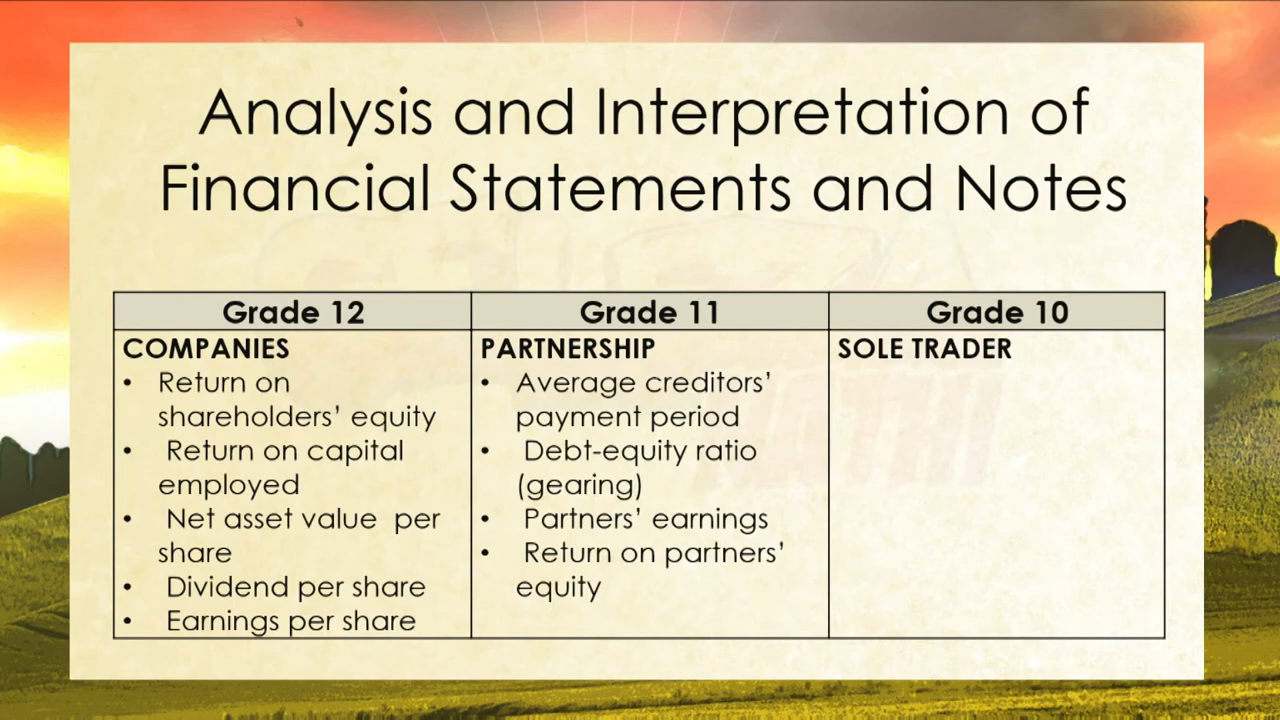 Analysis and Interpretation of
Financial Statements and Notes
Grade 12
Grade 11
Grade 10
COMPANIES
• Return on
shareholders’ equity
• Return on capital
employed
• Net asset value per
share
• Dividend per share
• Earnings per share
PARTNERSHIP
• Average creditors’
payment period
• Debt-equity ratio
(gearing)
• Partners’ earnings
• Return on partners’
equity
SOLE TRADER